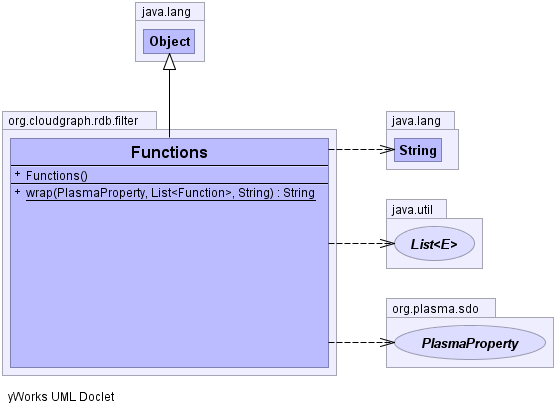 java.lang
Object
org.cloudgraph.rdb.filter
Functions
+ Functions()
+ wrap(PlasmaProperty, List<Function>, String) : String
java.lang
String
java.util
List<E>
org.plasma.sdo
PlasmaProperty
yWorks UML Doclet